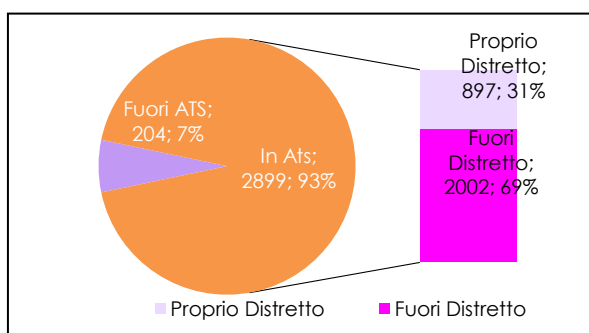 Fuori ATS;
204; 7%
In Ats;
2899; 93%
Proprio
Distretto;
897; 31%
Fuori
Distretto;
2002; 69%
Proprio Distretto
Fuori Distretto